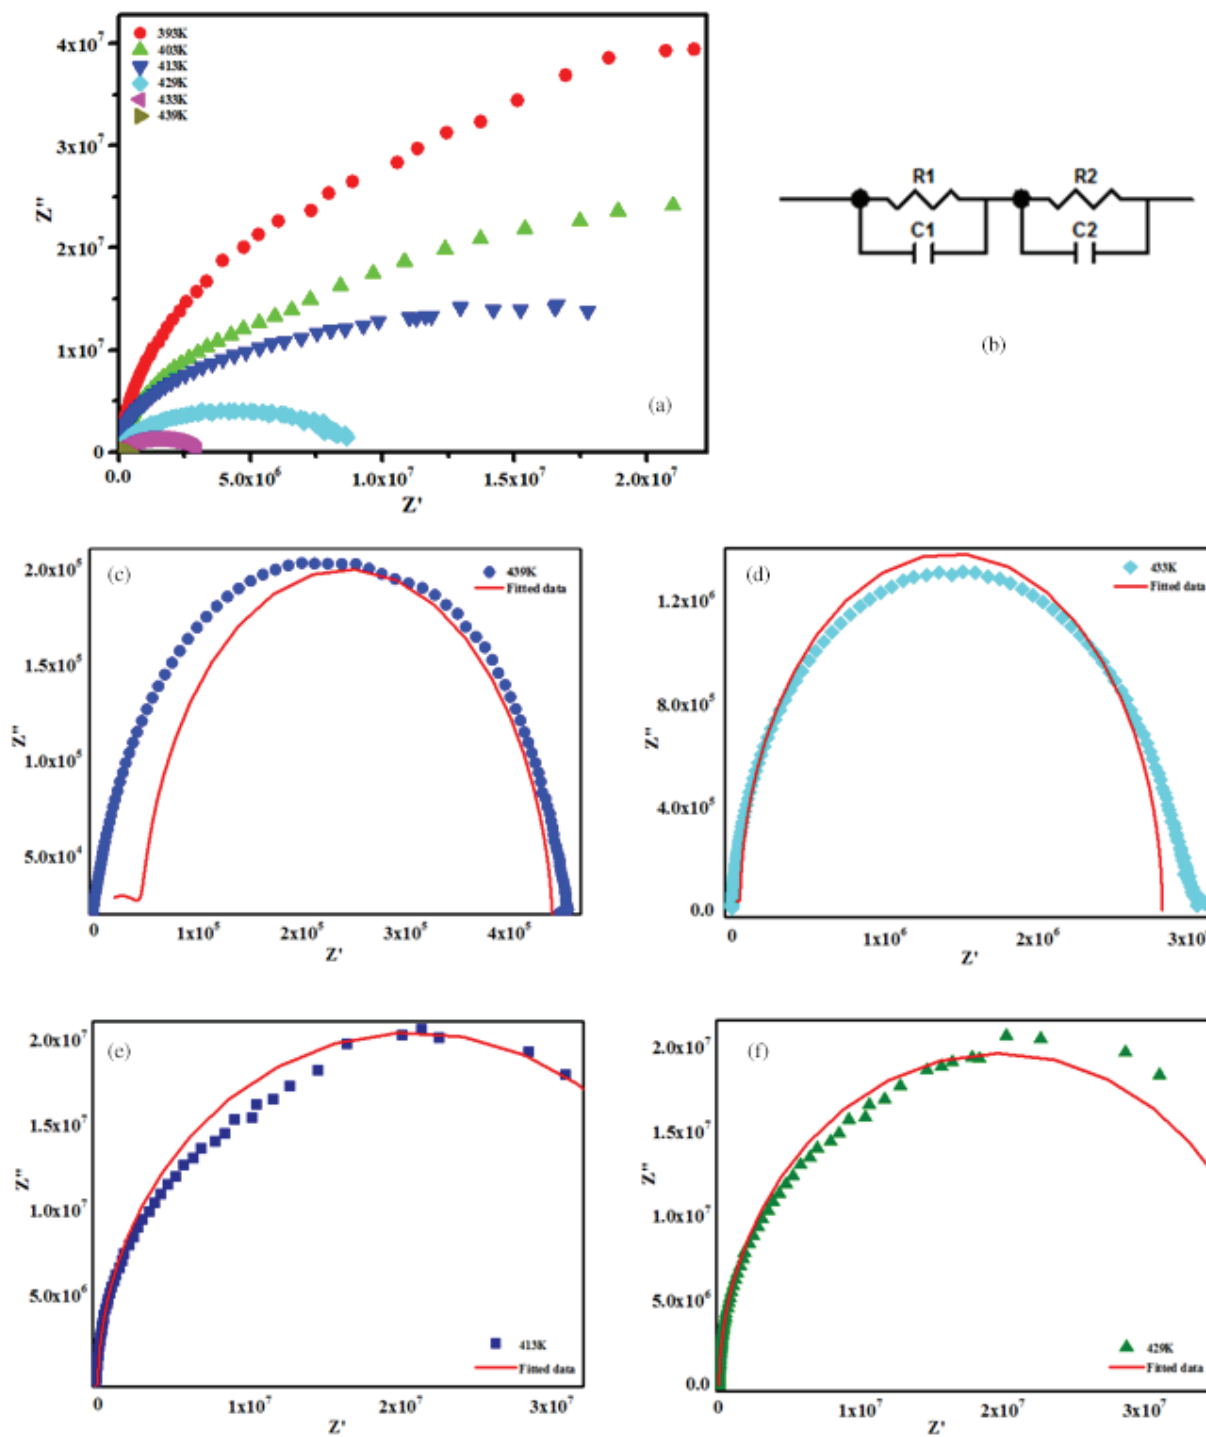 4x10⁷
3x10⁷
2x10⁷
1x10⁷
0
Z''
393K
403K
413K
429K
433K
439K
(a)
0.0
5.0x10⁶
1.0x10⁷
1.5x10⁷
2.0x10⁷
Z'
R1
R2
C1
C2
(b)
(c)
2.0x10⁵
1.5x10⁵
1.0x10⁵
5.0x10⁴
Z''
439K
Fitted data
0
1x10⁵
2x10⁵
3x10⁵
4x10⁵
Z'
(d)
1.2x10⁶
8.0x10⁵
4.0x10⁵
0.0
Z''
433K
Fitted data
0
1x10⁶
2x10⁶
3x10
Z'
(e)
2.0x10⁷
1.5x10⁷
1.0x10⁷
5.0x10⁶
Z''
413K
Fitted data
0
1x10⁷
2x10⁷
3x10⁷
Z'
(f)
2.0x10⁷
1.5x10⁷
1.0x10⁷
5.0x10⁶
0.0
Z''
429K
Fitted data
0
1x10⁷
2x10⁷
3x10⁷
Z'